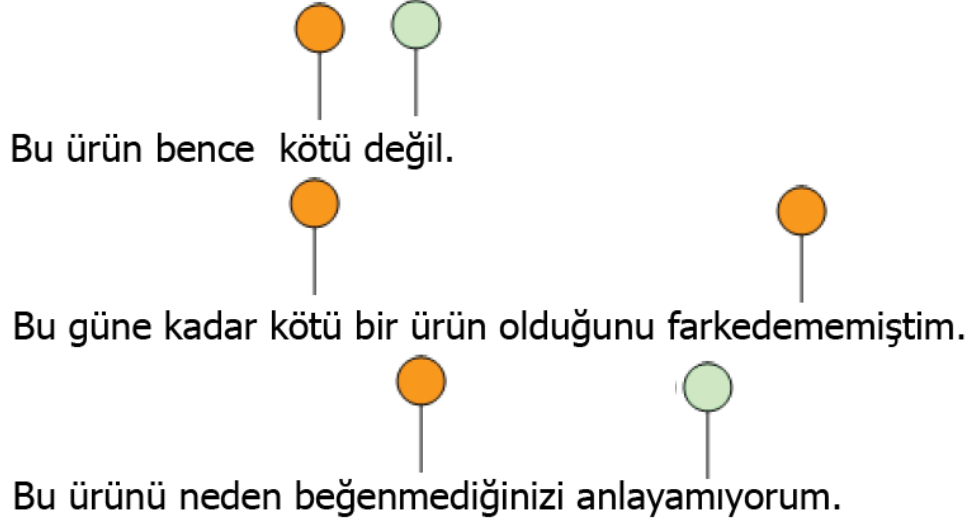 Bu ürün bence kötü değil.
Bu güne kadar kötü bir ürün olduğunu farkedememiştim.
Bu ürünü neden beğenmediğinizi anlayamıyorum.